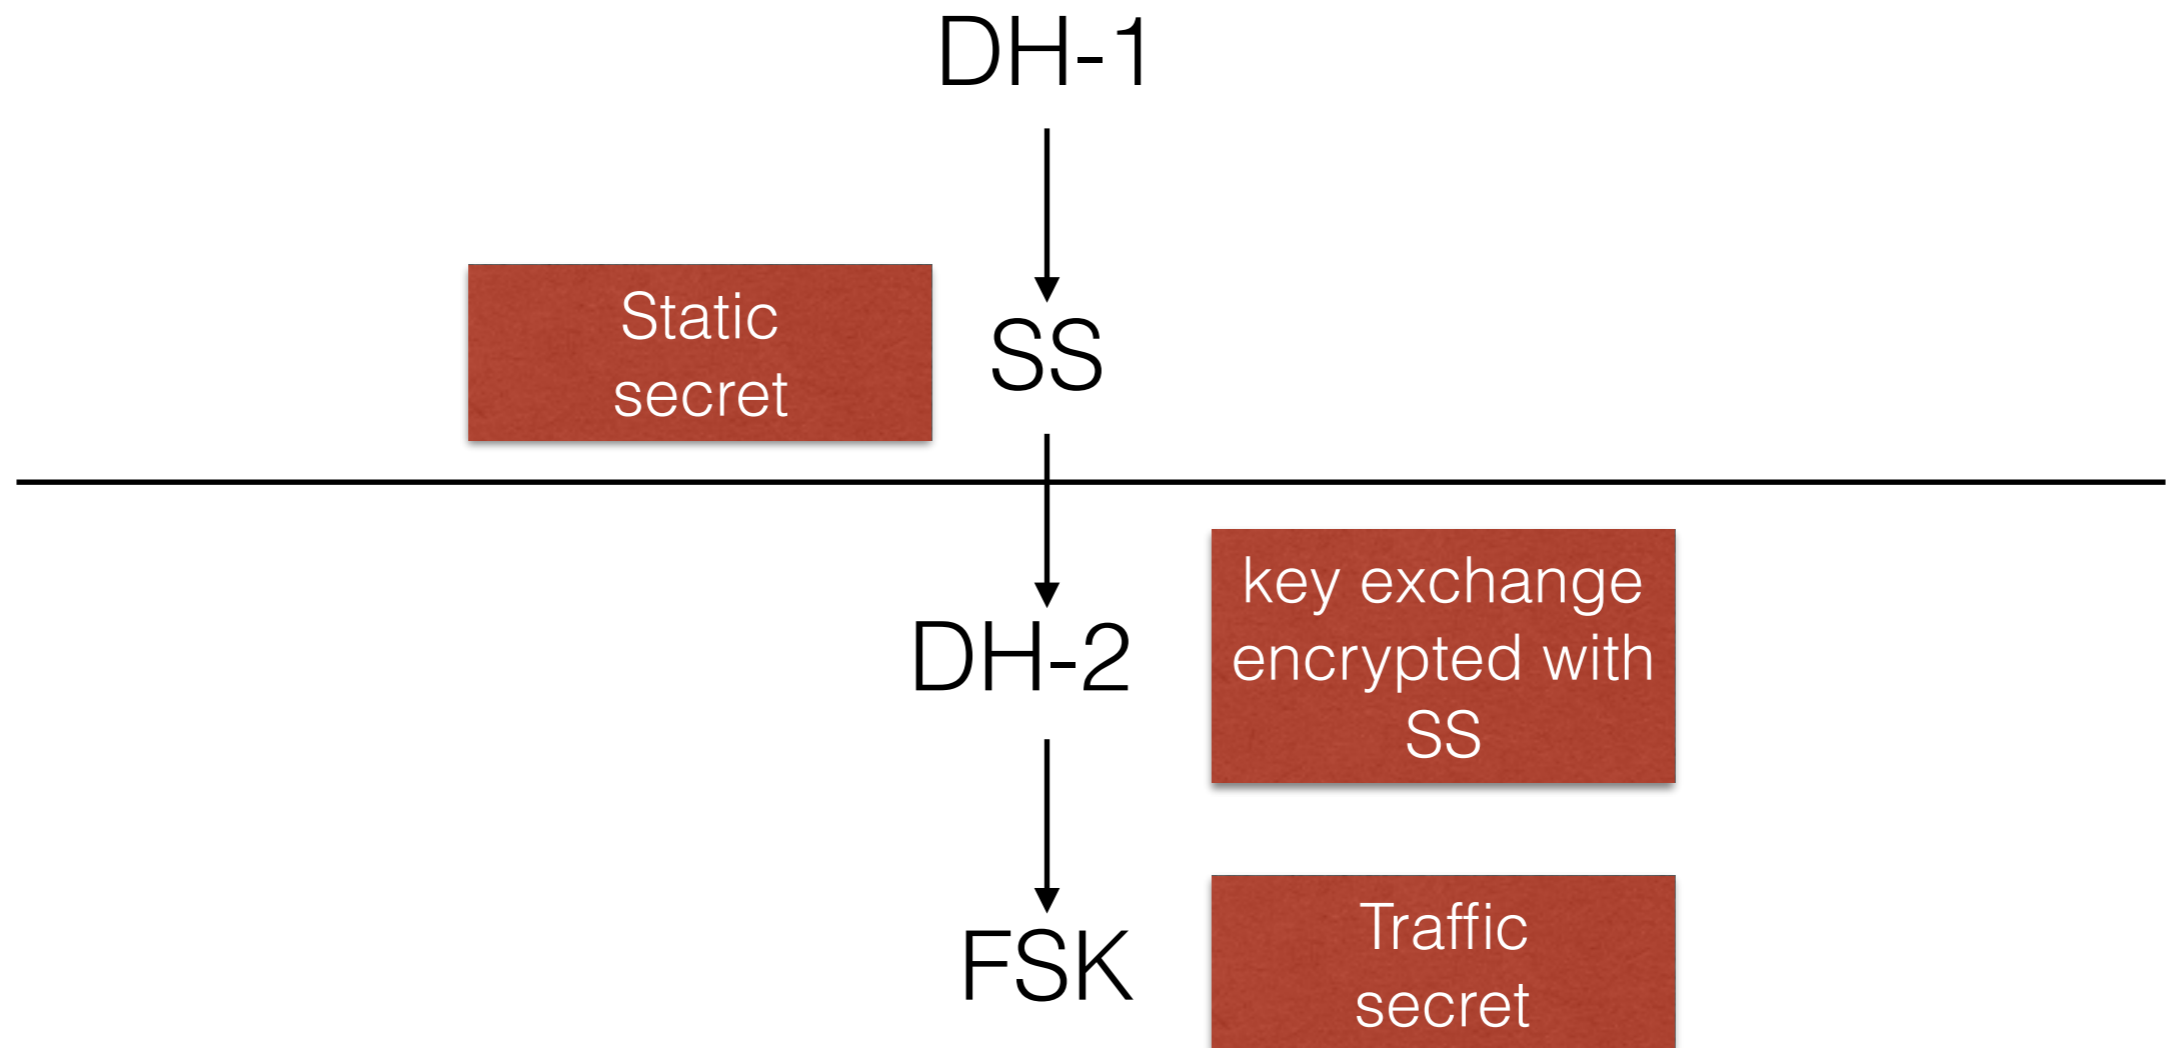 DH-1
Static
secret
SS
key exchange
encrypted with
SS
DH-2
FSK
Traffic
secret